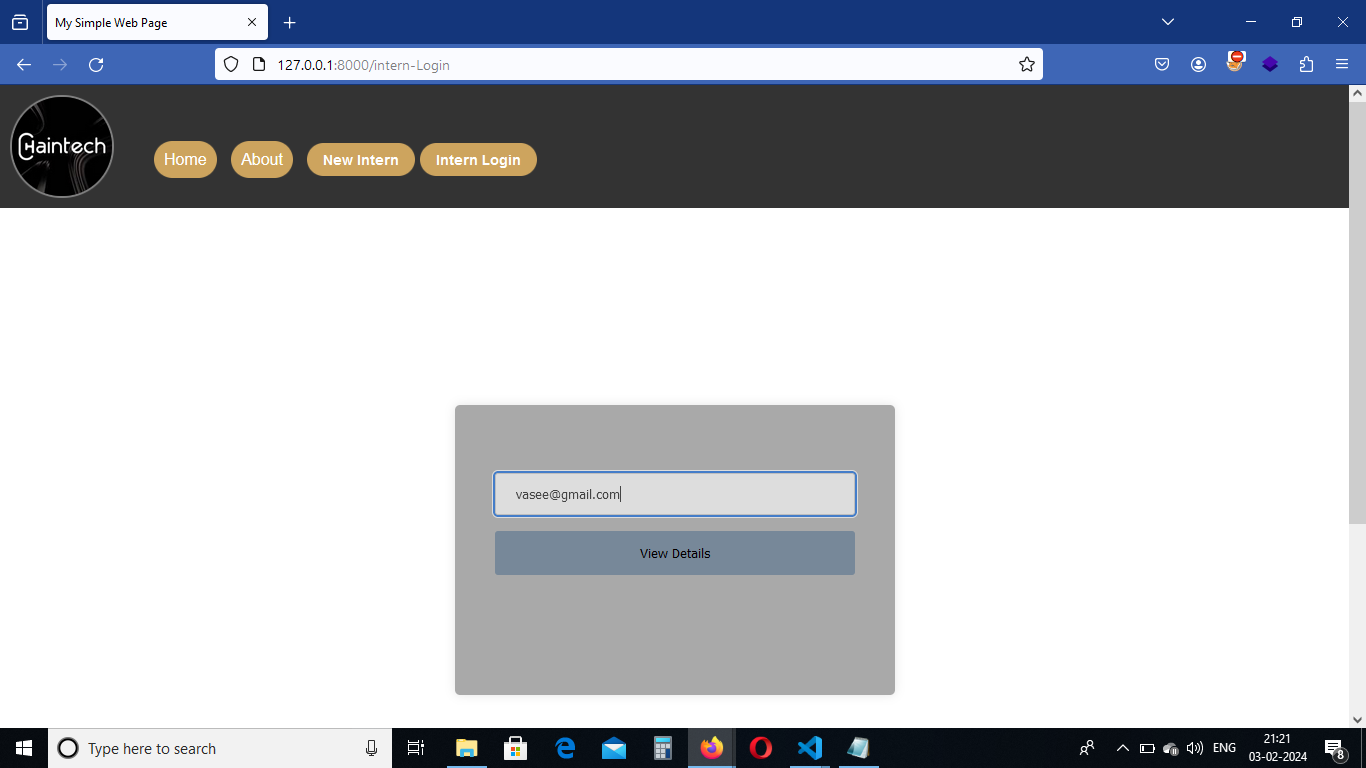 My Simple Web Page
127.0.0.1:8000/intern-Login
Chaintech
Home About New Intern Intern Login
vasee@gmail.com
View Details
Type here to search
ENG
21:21
03-02-2024
8